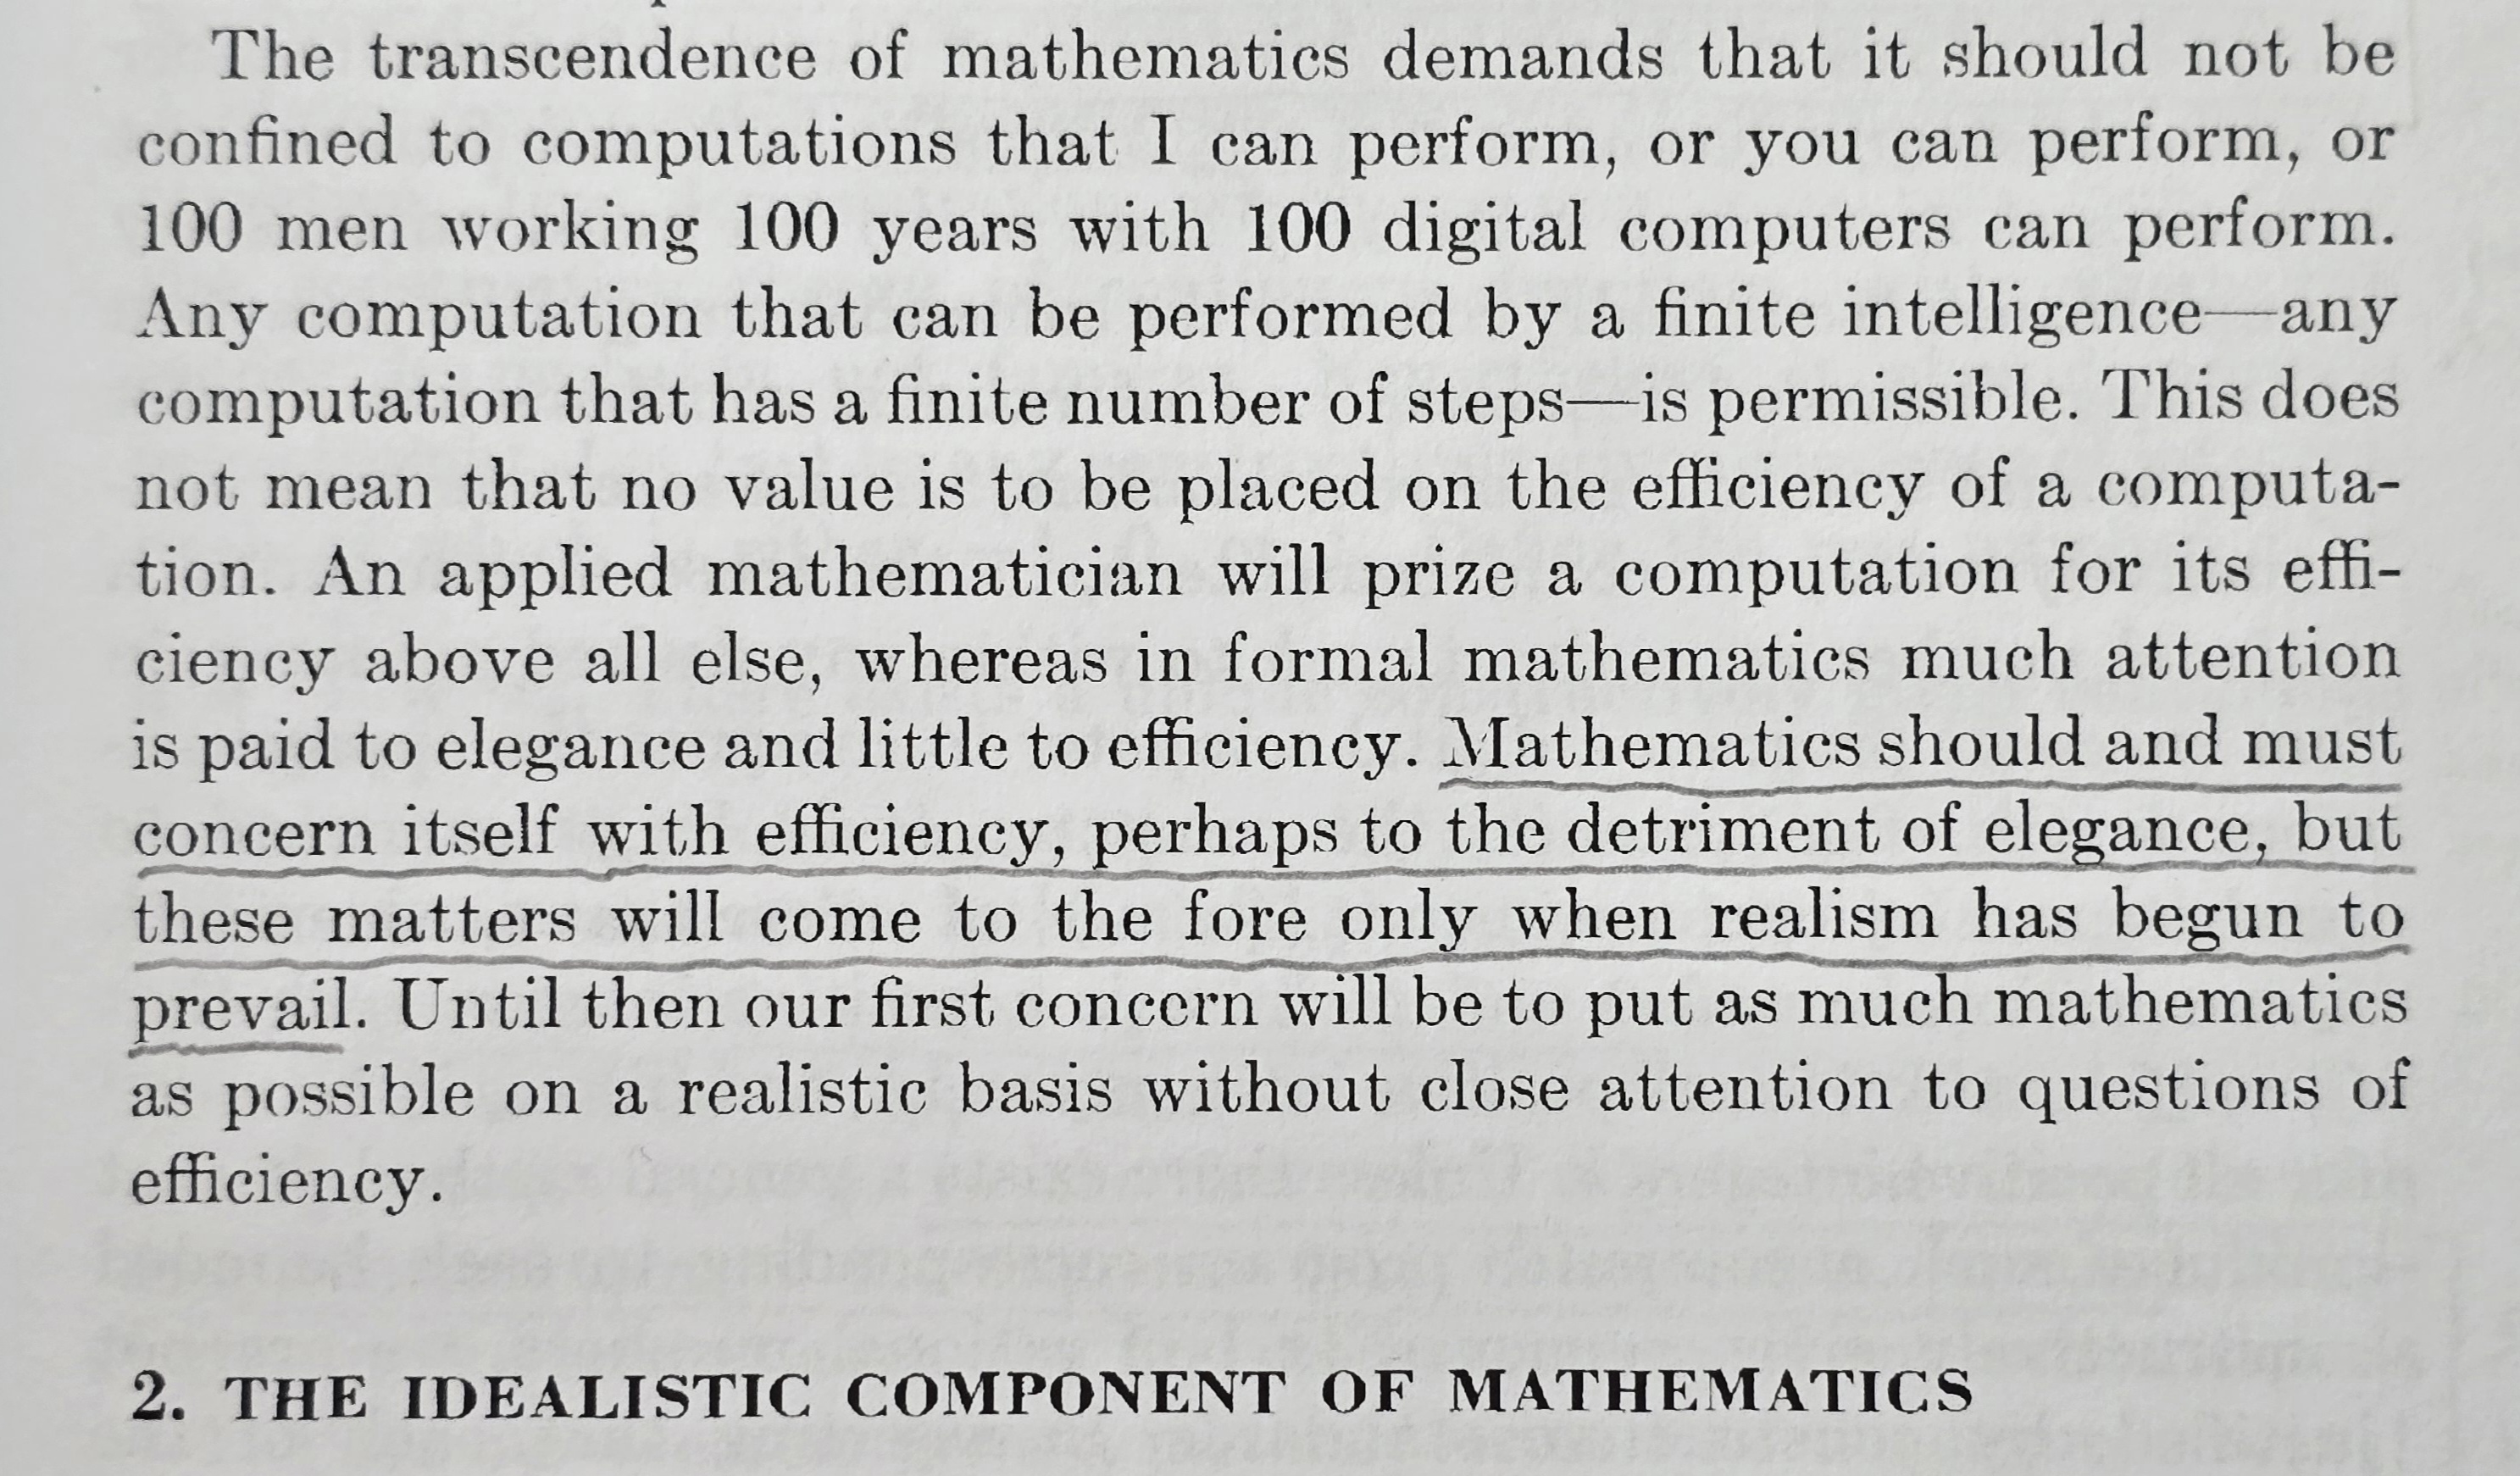 The transcendence of mathematics demands that it should not be
confined to computations that I can perform, or you can perform, or
100 men working 100 years with 100 digital computers can perform.
Any computation that can be performed by a finite intelligence—any
computation that has a finite number of steps—is permissible. This does
not mean that no value is to be placed on the efficiency of a computa-
tion. An applied mathematician will prize a computation for its effi-
ciency above all else, whereas in formal mathematics much attention
is paid to elegance and little to efficiency. Mathematics should and must
concern itself with efficiency, perhaps to the detriment of elegance, but
these matters will come to the fore only when realism has begun to
prevail. Until then our first concern will be to put as much mathematics
as possible on a realistic basis without close attention to questions of
efficiency.
2. THE IDEALISTIC COMPONENT OF MATHEMATICS